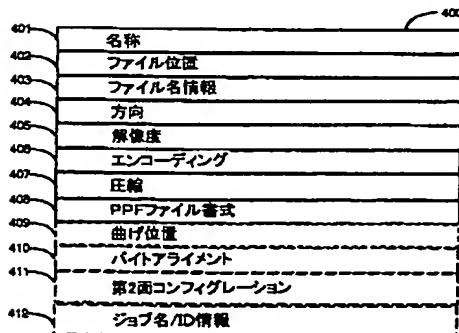 400
401
名称
402
ファイル位置
403
ファイル名情報
404
方向
405
解像度
406
エンコーディング
407
圧縮
408
PPFファイル書式
409
曲げ位置
410
バイトアライメント
411
第2面コンフィグレーション
412
ジョブ名/ID情報